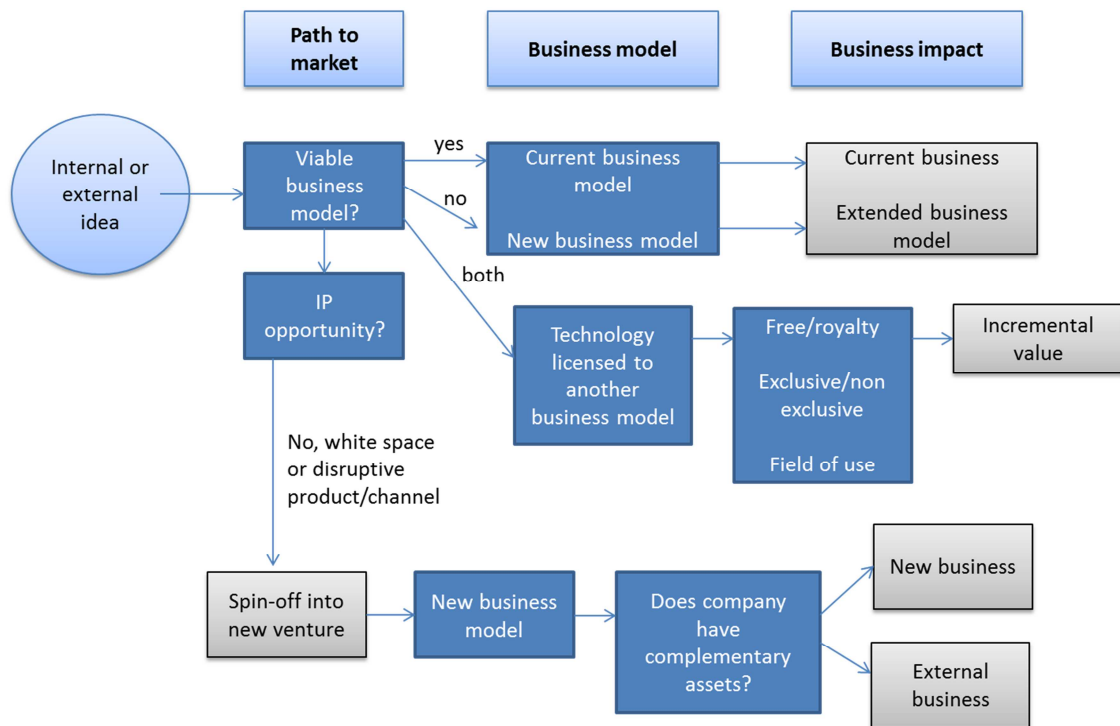 Path to
market
Business model
Business impact
Internal or
external
idea
Viable
business
model?
yes
no
both
Current business
model
New business model
Current business
Extended business
model
IP
opportunity?
Technology
licensed to
another
business model
Free/royalty
Exclusive/non
exclusive
Field of use
Incremental
value
No, white space
or disruptive
product/channel
Spin-off into
new venture
New business
model
Does company
have
complementary
assets?
New business
External
business